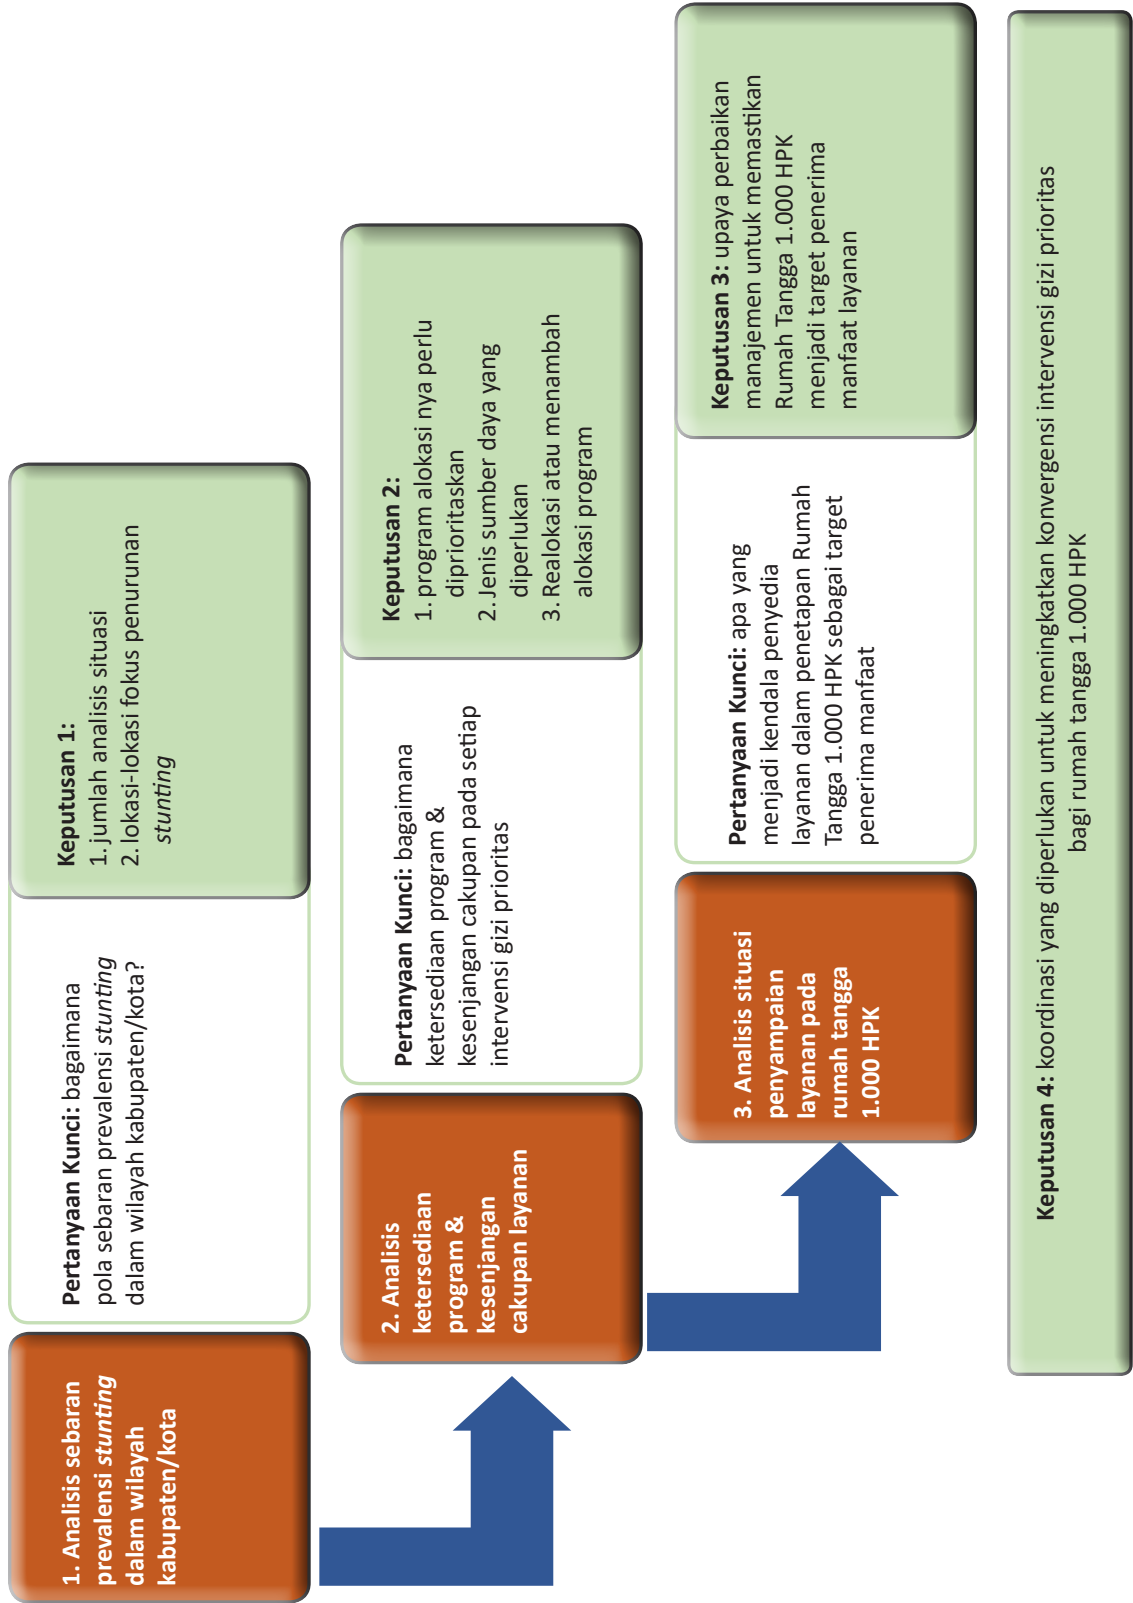 1. Analisis sebaran
prevalensi stunting
dalam wilayah
kabupaten/kota
Pertanyaan Kunci: bagaimana
pola sebaran prevalensi stunting
dalam wilayah kabupaten/kota?
Keputusan 1:
1. jumlah analisis situasi
2. lokasi-lokasi fokus penurunan
stunting
2. Analisis
ketersediaan
program &
kesenjangan
cakupan layanan
Pertanyaan Kunci: bagaimana
ketersediaan program &
kesenjangan cakupan pada setiap
intervensi gizi prioritas
Keputusan 2:
1. program alokasi nya perlu
diprioritaskan
2. Jenis sumber daya yang
diperlukan
3. Realokasi atau menambah
alokasi program
3. Analisis situasi
penyampaian
layanan pada
rumah tangga
1.000 HPK
Pertanyaan Kunci: apa yang
menjadi kendala penyedia
layanan dalam penetapan Rumah
Tangga 1.000 HPK sebagai target
penerima manfaat
Keputusan 3: upaya perbaikan
manajemen untuk memastikan
Rumah Tangga 1.000 HPK
menjadi target penerima
manfaat layanan
Keputusan 4: koordinasi yang diperlukan untuk meningkatkan konvergensi intervensi gizi prioritas
bagi rumah tangga 1.000 HPK